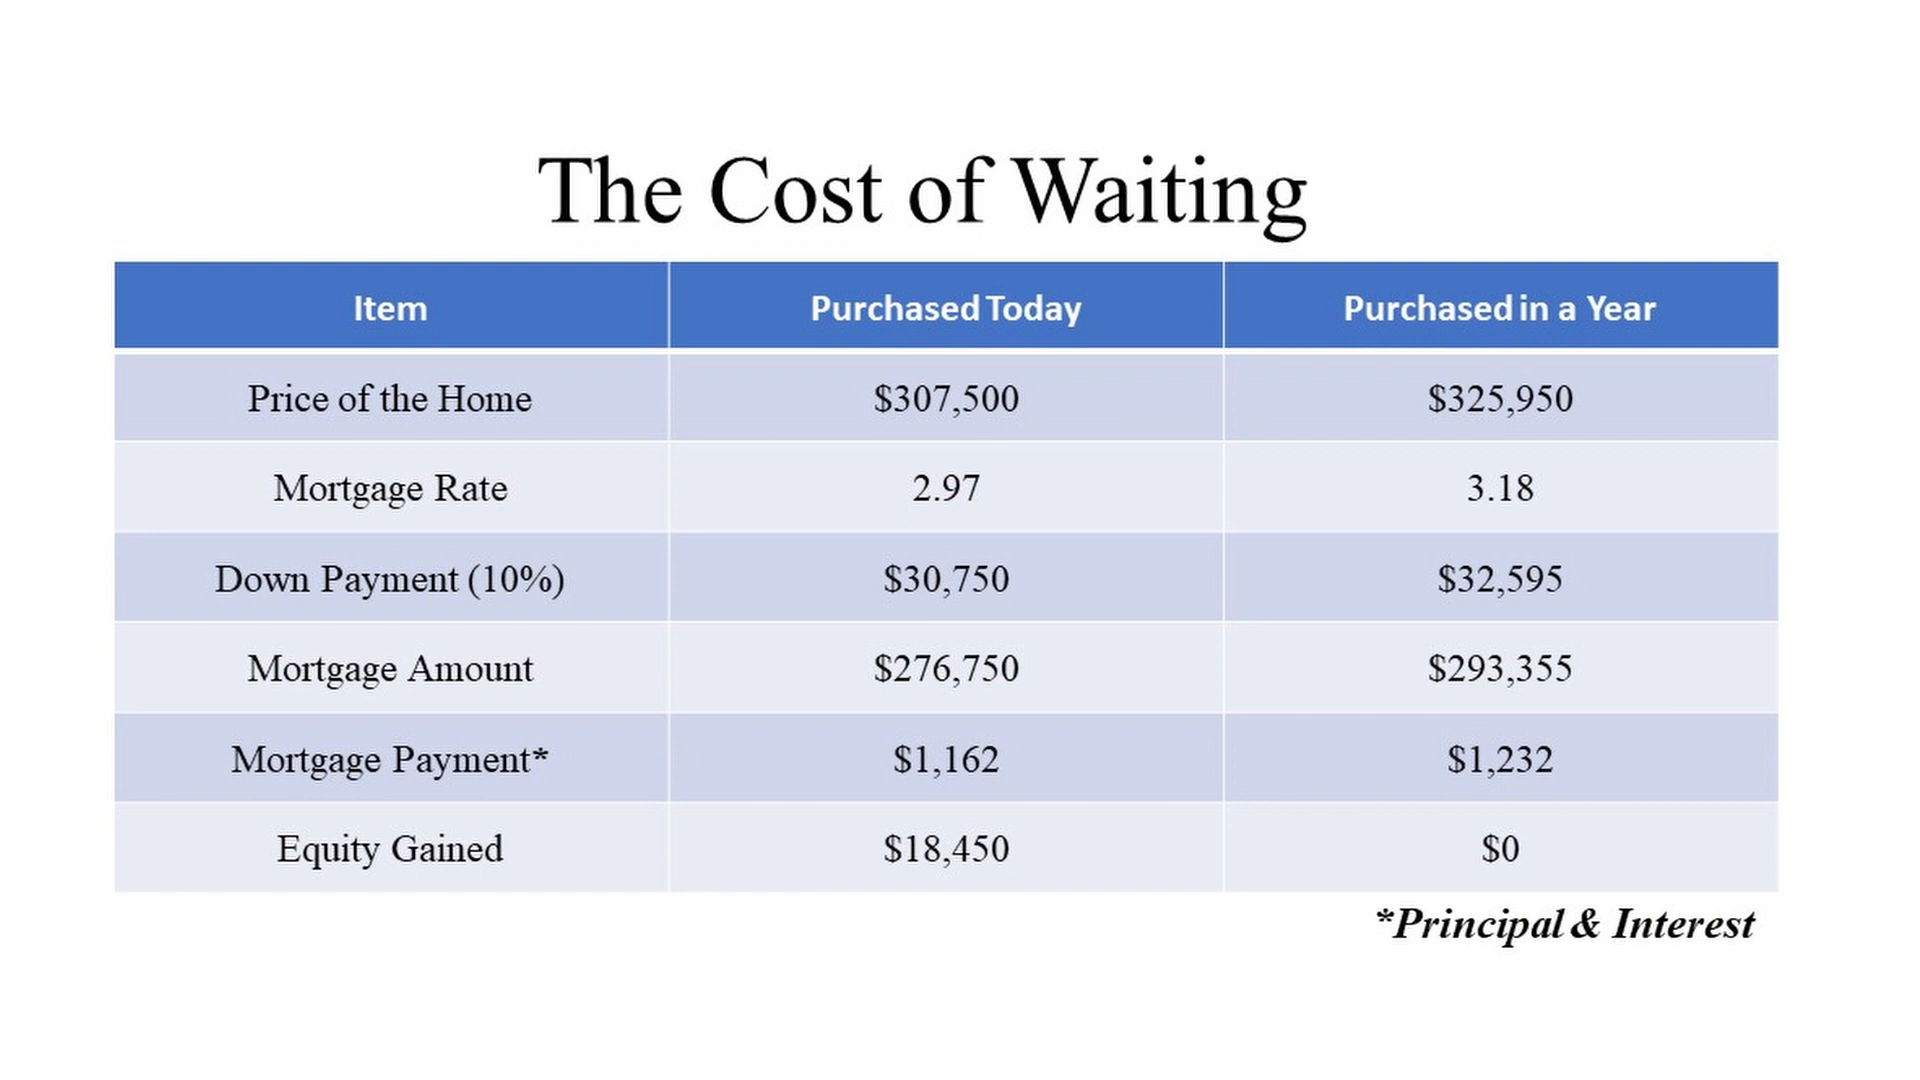 The Cost of Waiting
Item Purchased Today Purchased in a Year
Price of the Home $307,500 $325,950
Mortgage Rate 2.97 3.18
Down Payment (10%) $30,750 $32,595
Mortgage Amount $276,750 $293,355
Mortgage Payment* $1,162 $1,232
Equity Gained $18,450 $0
*Principal & Interest